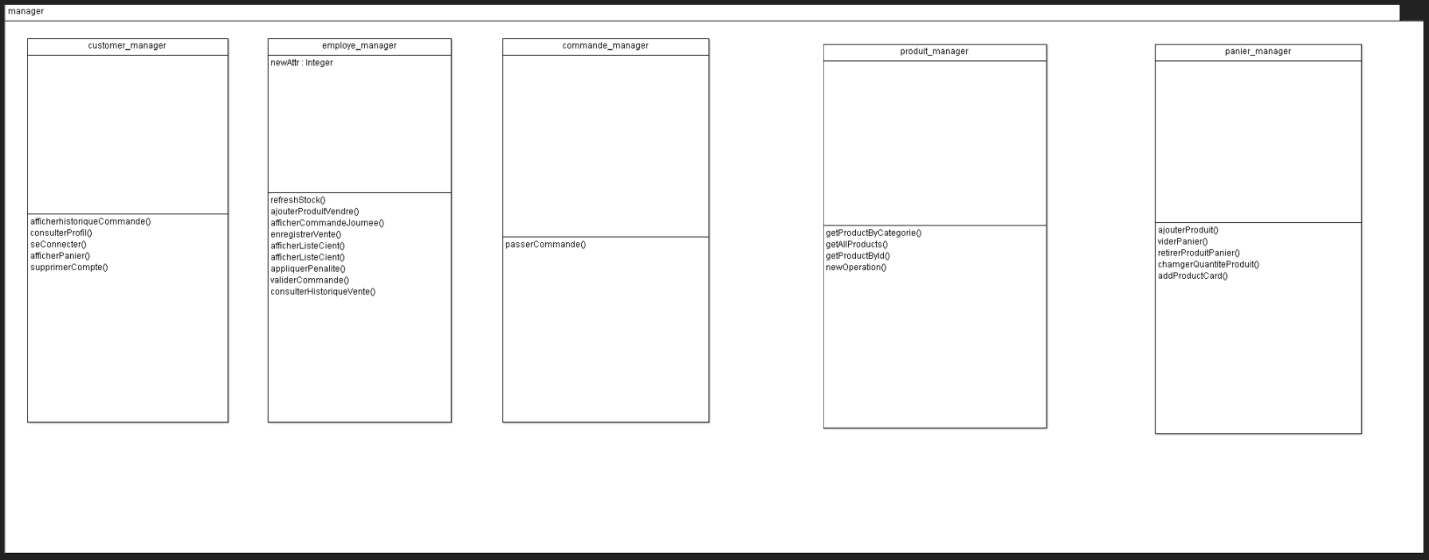 manager
customer_manager
afficherhistoriqueCommande()
consulterProfil()
seConnecter()
afficherPanier()
supprimerCompte()
employe_manager
newAttr : Integer
refreshStock()
ajouterProduitVendre()
afficherCommandeJournee()
enregistrerVente()
afficherListeCient()
afficherListeCient()
appliquerPenalite()
validerCommande()
consulterHistoriqueVente()
commande_manager
passerCommande()
produit_manager
getProductByCategorie()
getAllProducts()
getProductById()
newOperation()
panier_manager
ajouterProduit()
viderPanier()
retirerProduitPanier()
chamgerQuantiteProduit()
addProductCard()